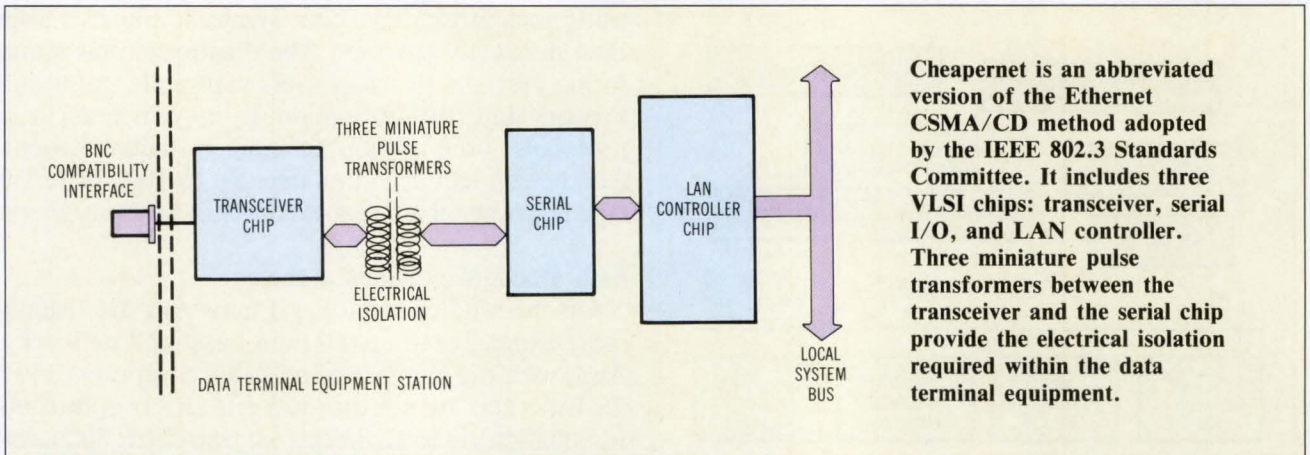 BNC
COMPATIBILITY
INTERFACE
TRANSCEIVER
CHIP
THREE MINIATURE
PULSE
TRANSFORMERS
ELECTRICAL
ISOLATION
SERIAL
CHIP
LAN
CONTROLLER
CHIP
LOCAL
SYSTEM
BUS
DATA TERMINAL EQUIPMENT STATION
Cheapernet is an abbreviated
version of the Ethernet
CSMA/CD method adopted
by the IEEE 802.3 Standards
Committee. It includes three
VLSI chips: transceiver, serial
I/O, and LAN controller.
Three miniature pulse
transformers between the
transceiver and the serial chip
provide the electrical isolation
required within the data
terminal equipment.